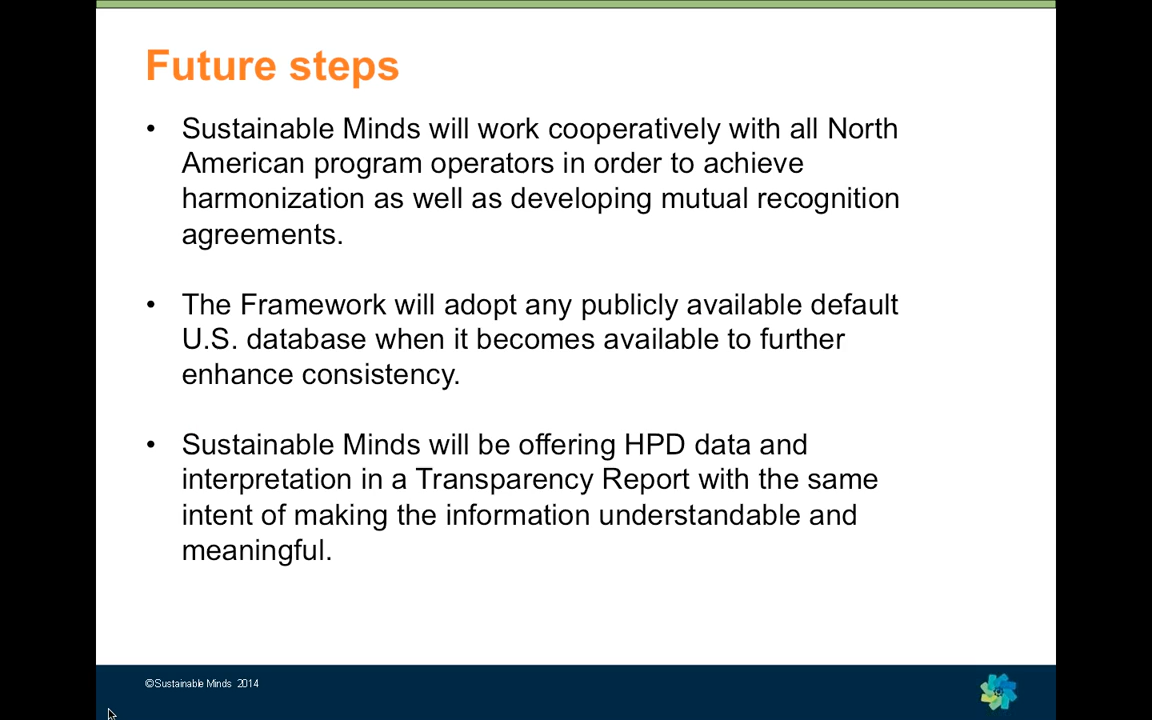 Future steps
• Sustainable Minds will work cooperatively with all North
American program operators in order to achieve
harmonization as well as developing mutual recognition
agreements.
• The Framework will adopt any publicly available default
U.S. database when it becomes available to further
enhance consistency.
• Sustainable Minds will be offering HPD data and
interpretation in a Transparency Report with the same
intent of making the information understandable and
meaningful.
©Sustainable Minds 2014